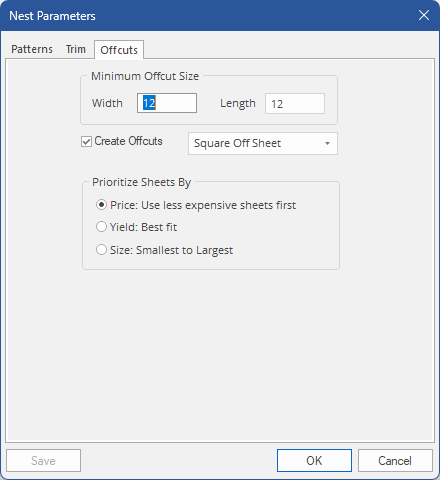 Nest Parameters
Patterns Trim Offcuts
Minimum Offcut Size
Width 12 Length 12
Create Offcuts Square Off Sheet
Prioritize Sheets By
Price: Use less expensive sheets first
Yield: Best fit
Size: Smallest to Largest
Save OK Cancel